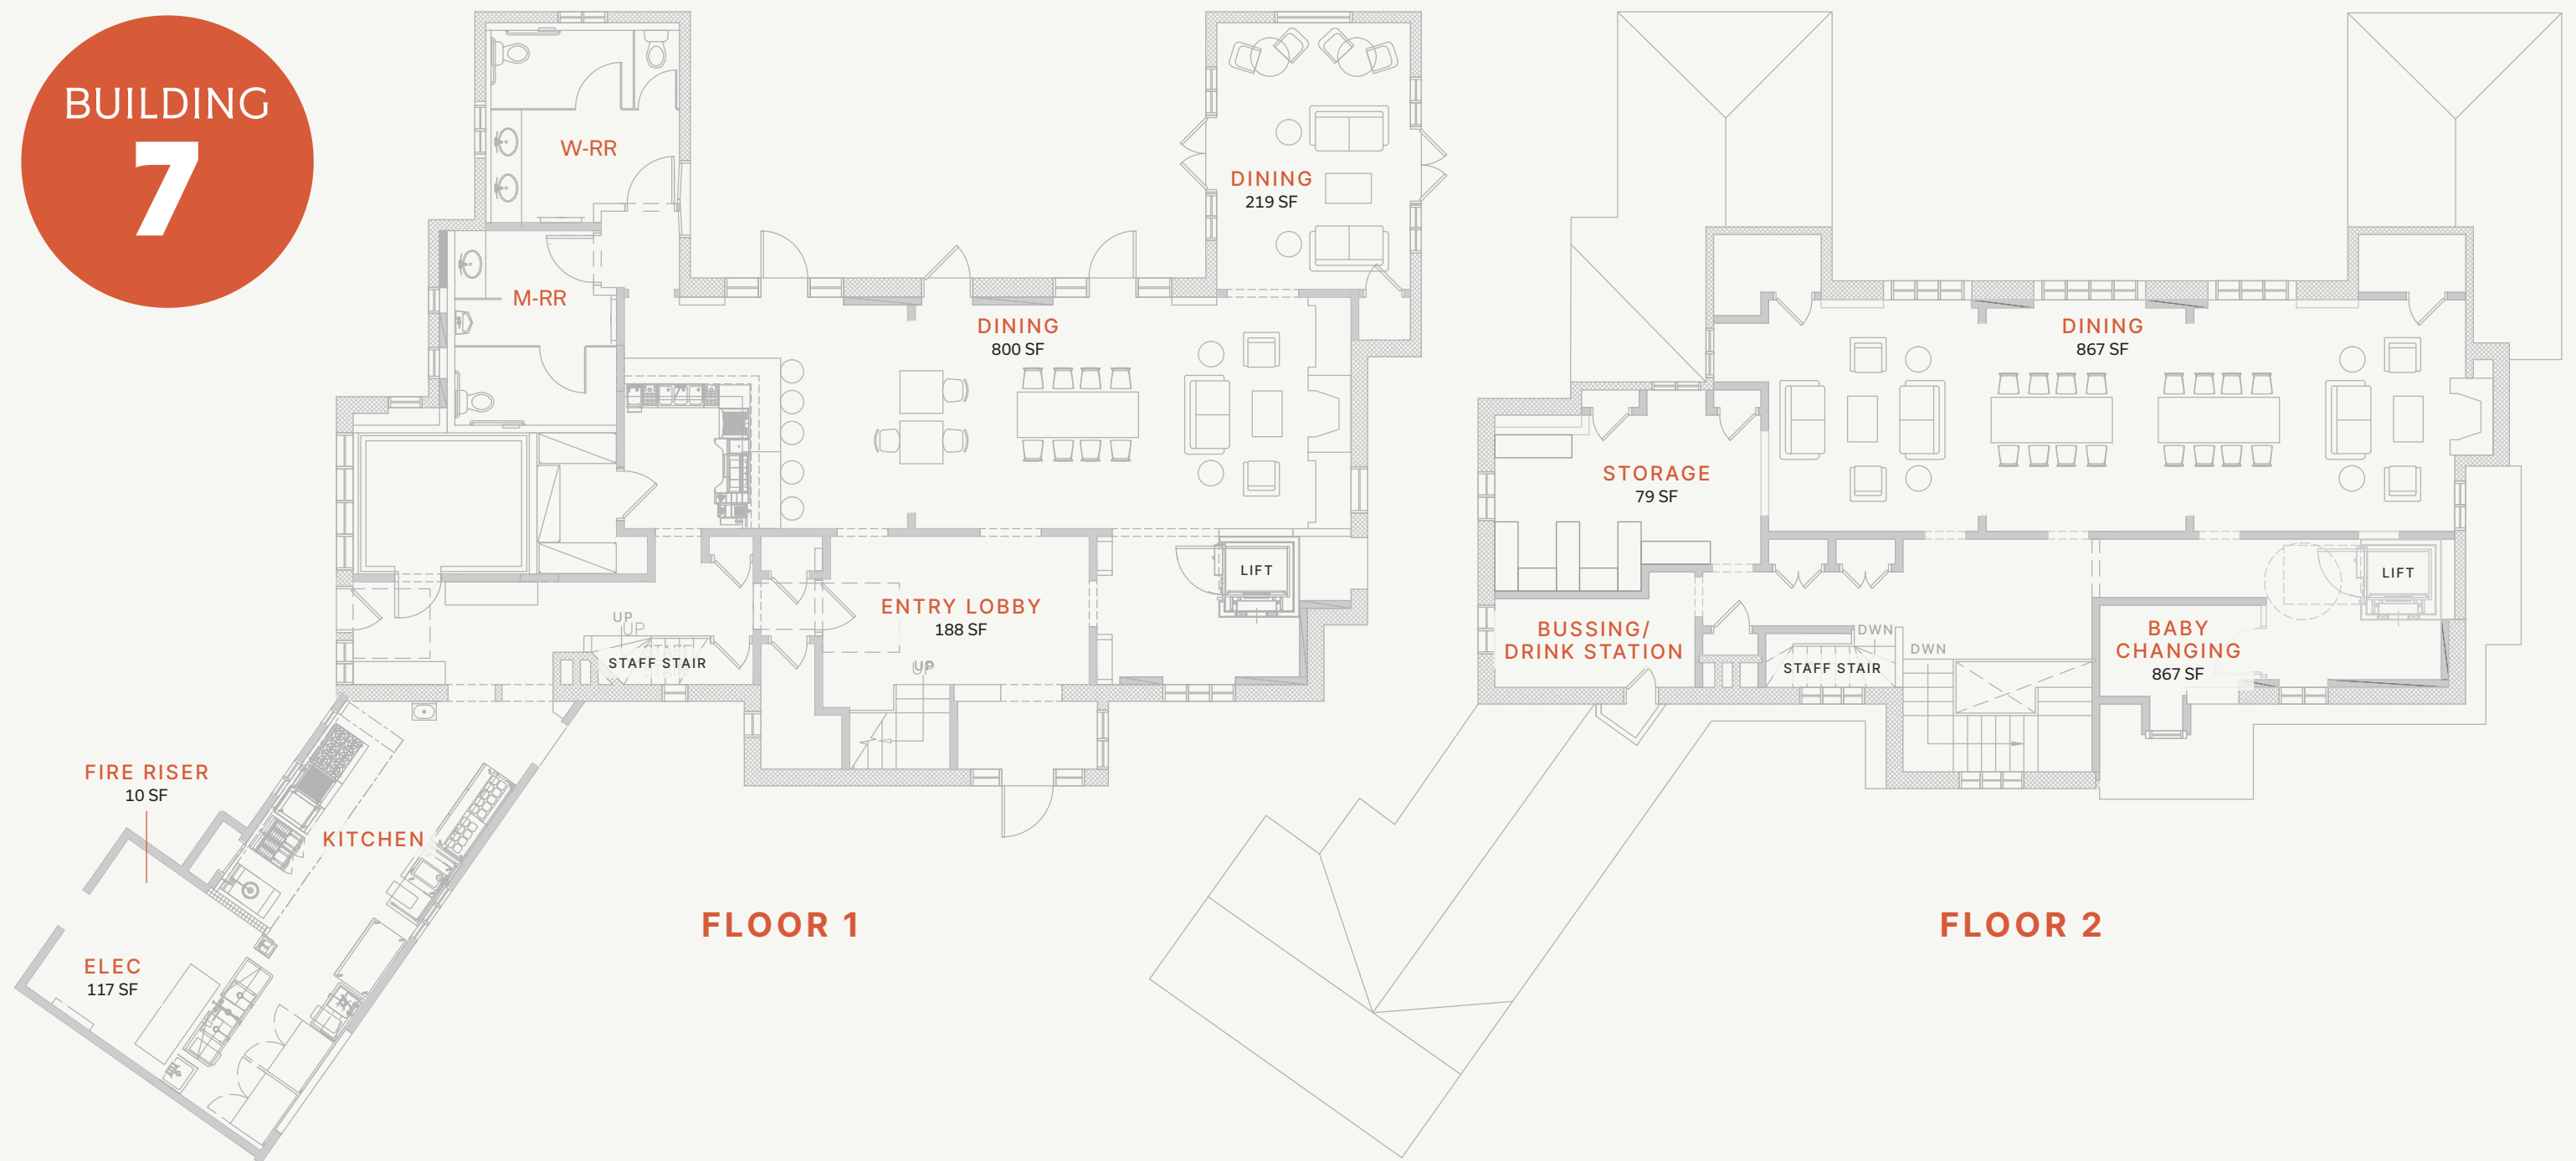 BUILDING
7
W-RR
M-RR
DINING
219 SF
DINING
800 SF
LIFT
ENTRY LOBBY
188 SF
UP
UP
UP
STAFF STAIR
FIRE RISER
10 SF
KITCHEN
ELEC
117 SF
FLOOR 1
DINING
867 SF
STORAGE
79 SF
LIFT
BUSSING/
DRINK STATION
DWN
STAFF STAIR
DWN
BABY
CHANGING
867 SF
FLOOR 2